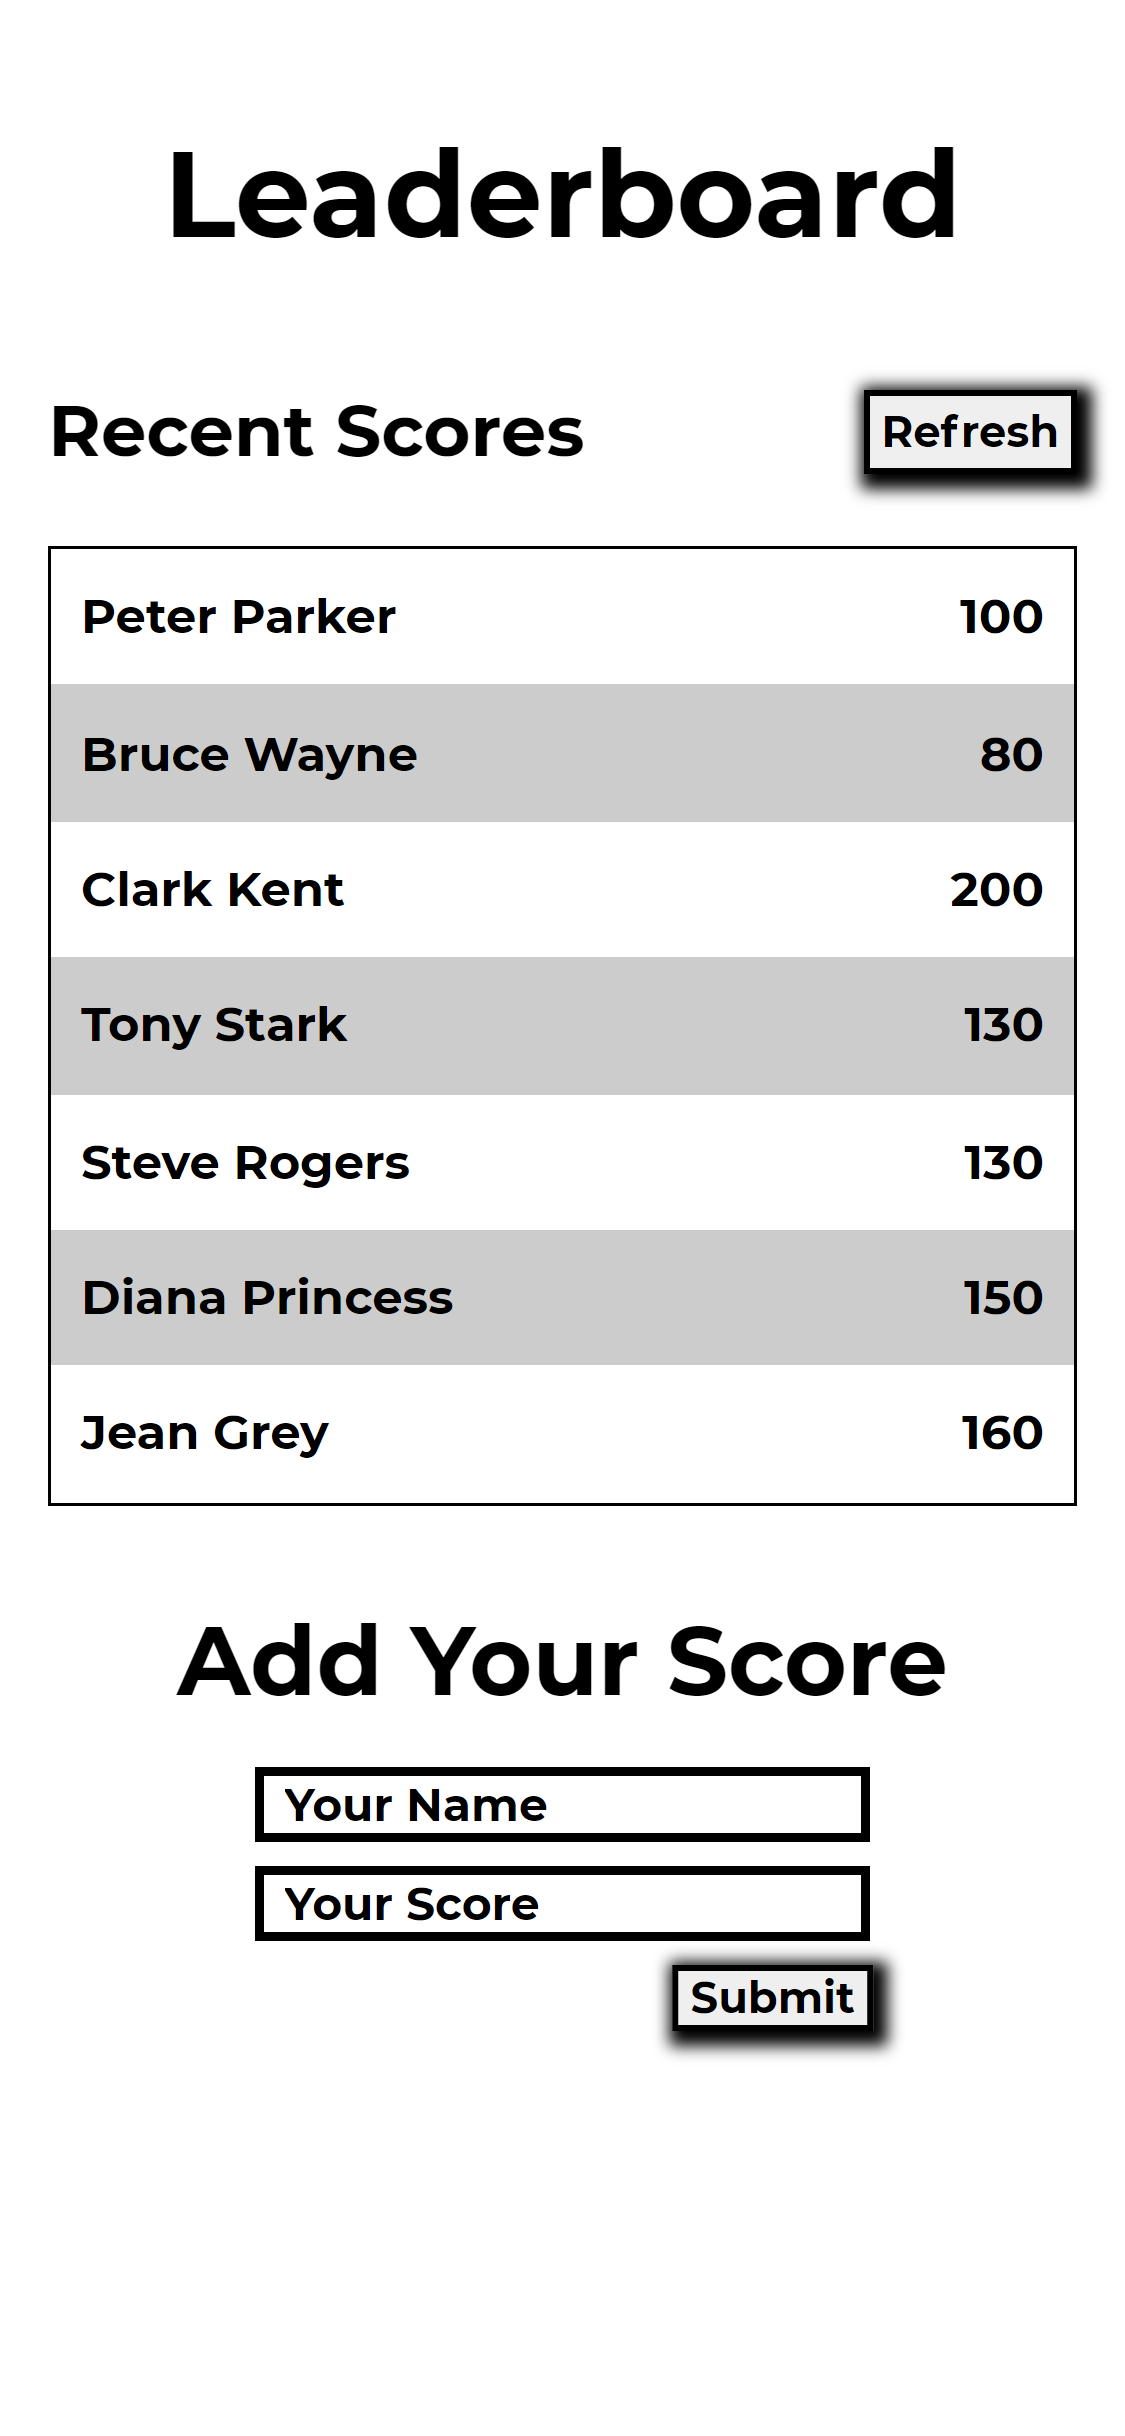 Leaderboard
Recent Scores Refresh
Peter Parker 100
Bruce Wayne 80
Clark Kent 200
Tony Stark 130
Steve Rogers 130
Diana Princess 150
Jean Grey 160
Add Your Score
Your Name
Your Score
Submit